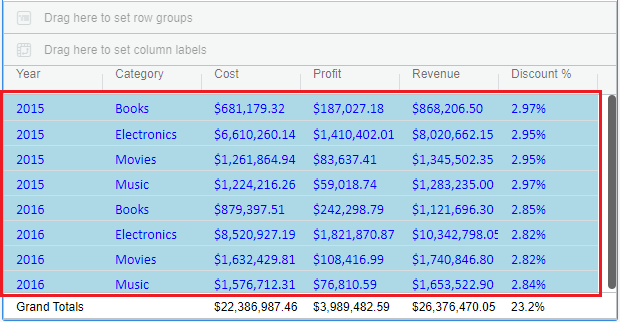 Drag here to set row groups
Drag here to set column labels
Year Category Cost Profit Revenue Discount %
2015 Books $681,179.32 $187,027.18 $868,206.50 2.97%
2015 Electronics $6,610,260.14 $1,410,402.01 $8,020,662.15 2.95%
2015 Movies $1,261,864.94 $83,637.41 $1,345,502.35 2.95%
2015 Music $1,224,216.26 $59,018.74 $1,283,235.00 2.97%
2016 Books $879,397.51 $242,298.79 $1,121,696.30 2.85%
2016 Electronics $8,520,927.19 $1,821,870.87 $10,342,798.05 2.82%
2016 Movies $1,632,429.81 $108,416.99 $1,740,846.80 2.82%
2016 Music $1,576,712.31 $76,810.59 $1,653,522.90 2.84%
Grand Totals $22,386,987.46 $3,989,482.59 $26,376,470.05 23.2%